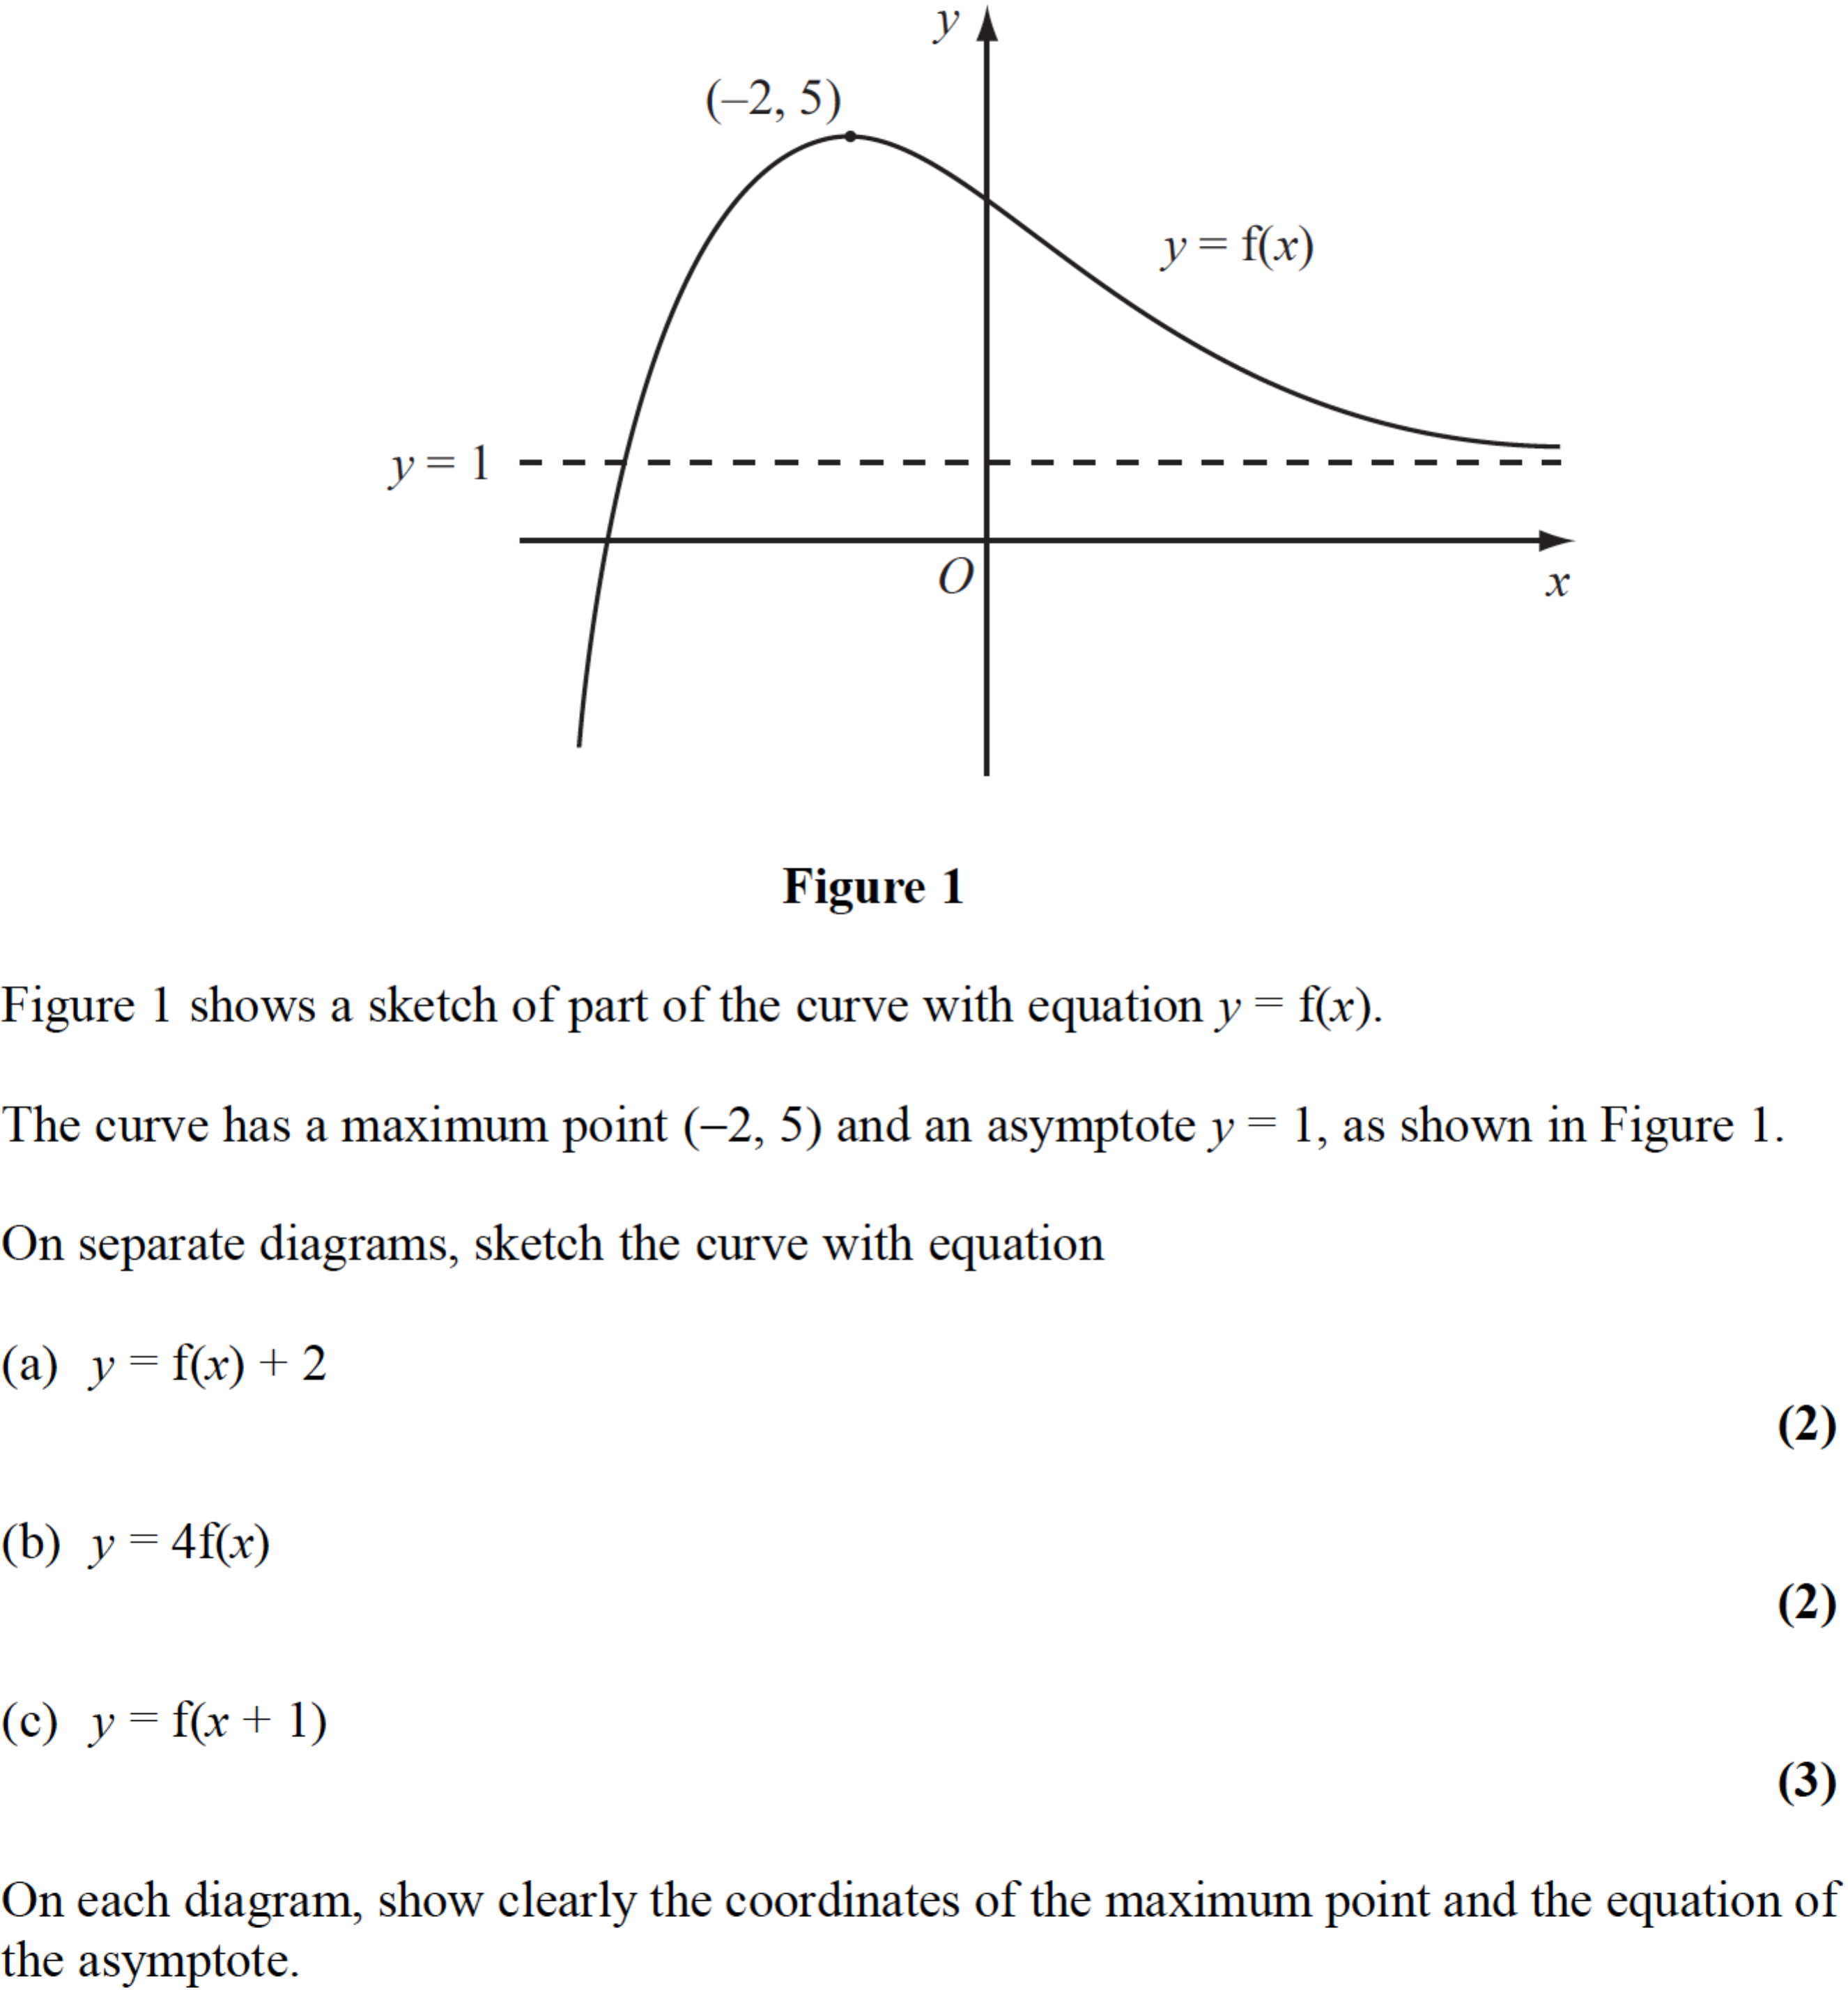 y
(–2, 5)
y = f(x)
y = 1
O
x
Figure 1
Figure 1 shows a sketch of part of the curve with equation y = f(x).
The curve has a maximum point (–2, 5) and an asymptote y = 1, as shown in Figure 1.
On separate diagrams, sketch the curve with equation
(a) y = f(x) + 2
(2)
(b) y = 4f(x)
(2)
(c) y = f(x + 1)
(3)
On each diagram, show clearly the coordinates of the maximum point and the equation of
the asymptote.